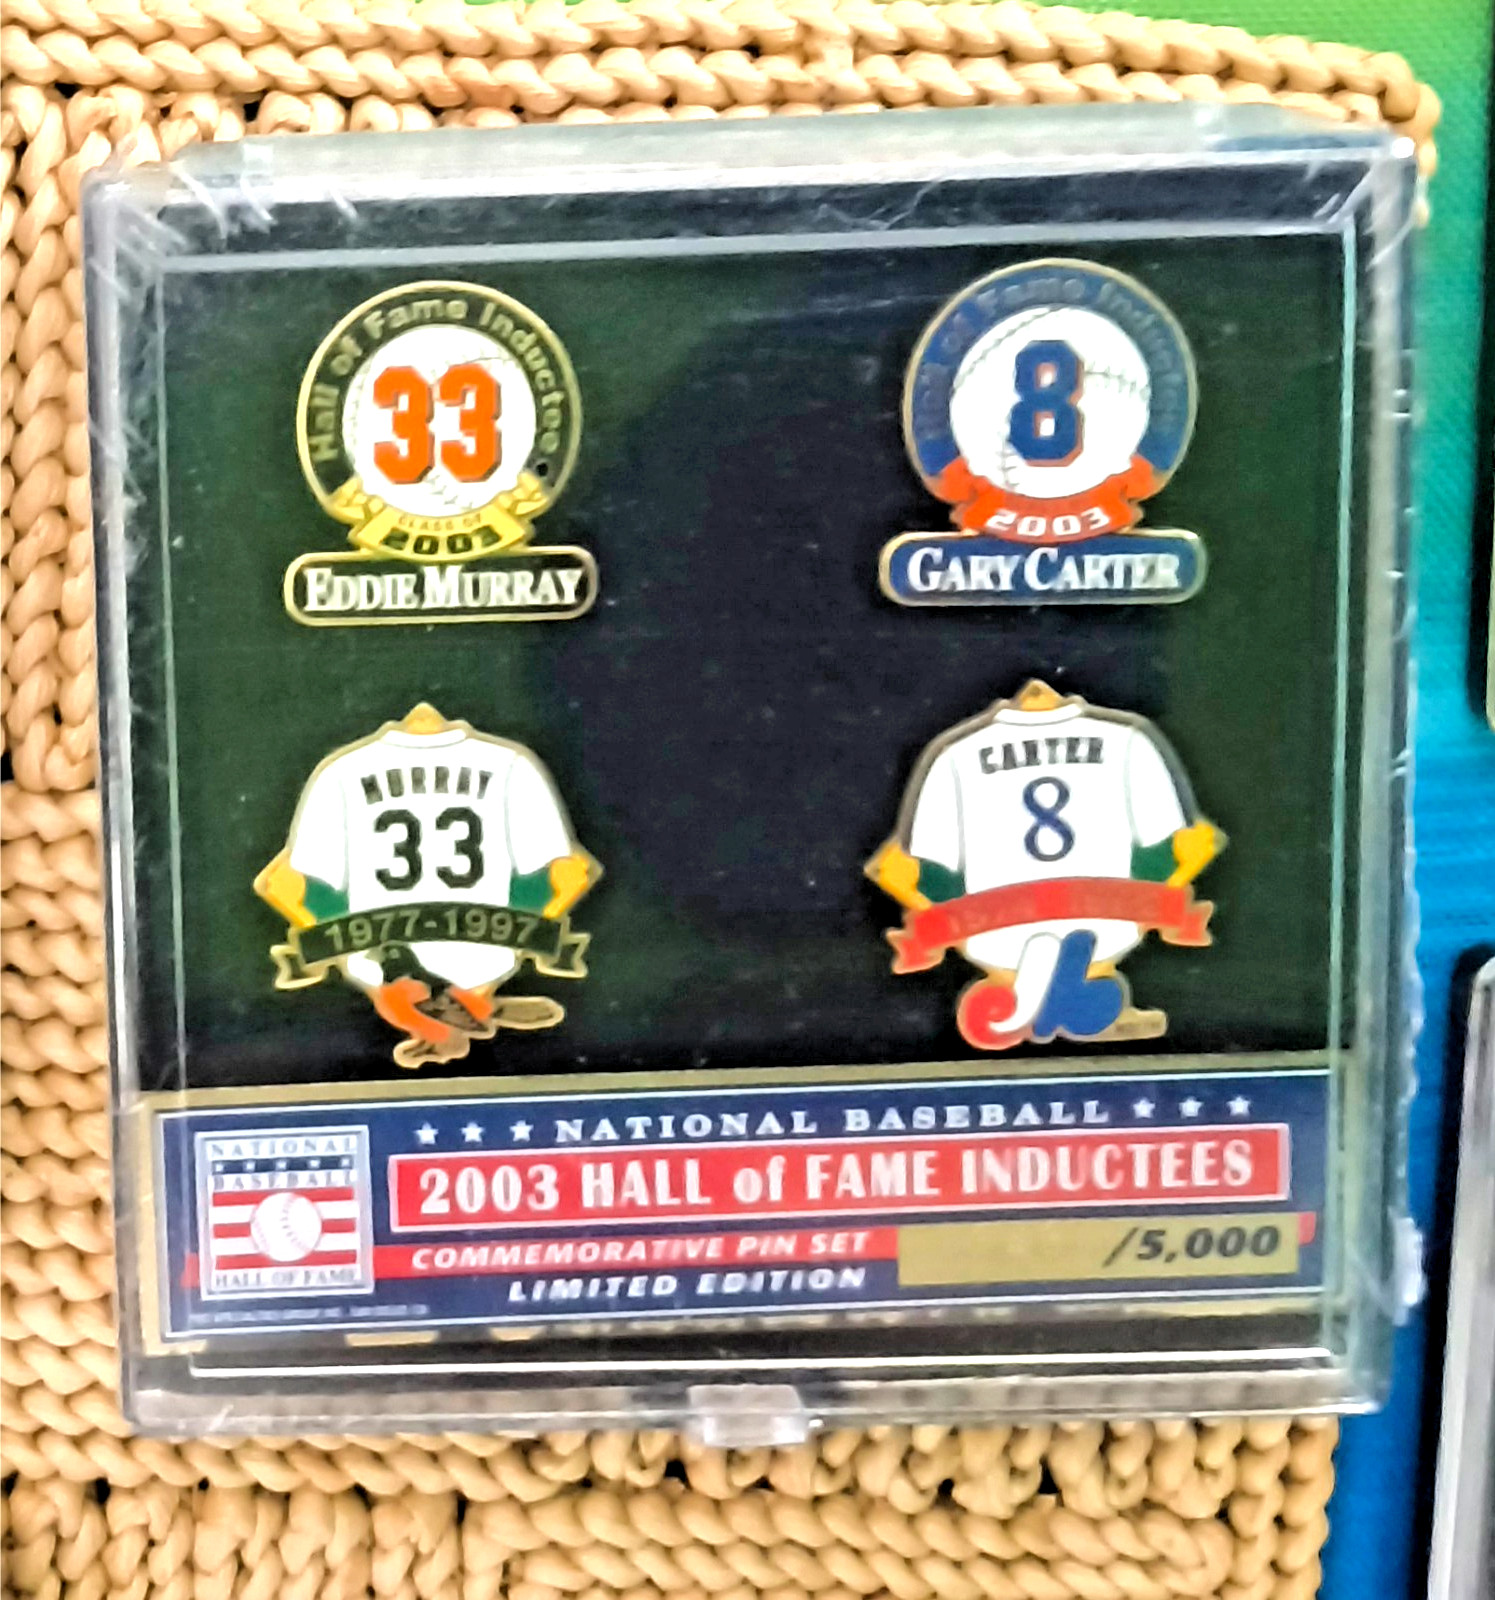 Hall of Fame Inductee
33
CLASS OF
2003
EDDIE MURRAY
Hall of Fame Inductee
8
2003
GARY CARTER
MURRAY
33
1977-1997
CARTER
8
NATIONAL BASEBALL
2003 HALL of FAME INDUCTEES
COMMEMORATIVE PIN SET
LIMITED EDITION
/5,000
NATIONAL
BASEBALL
HALL OF FAME